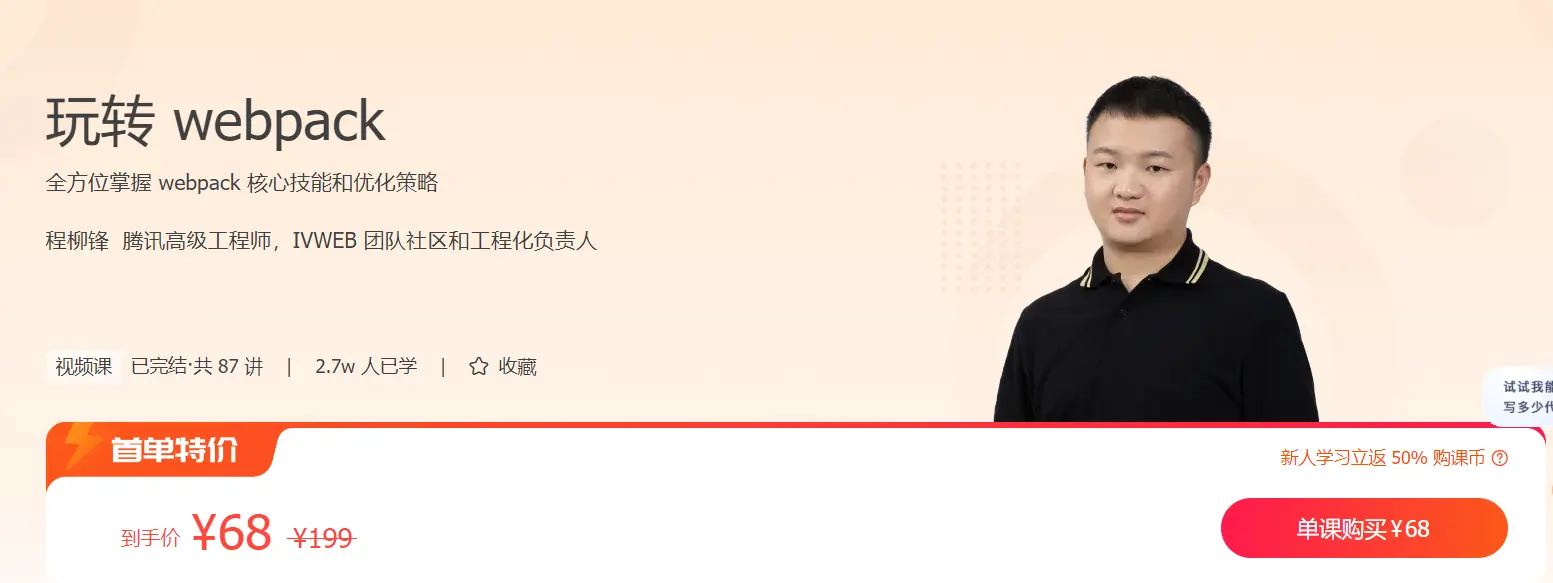 玩转 webpack
全方位掌握 webpack 核心技能和优化策略
程柳锋 腾讯高级工程师，IVWEB 团队社区和工程化负责人
视频课 已完结·共 87 讲 | 2.7w 人已学 | 收藏
试试我能
写多少代
首单特价
新人学习立返 50% 购课币
到手价 ¥68 ¥199
单课购买 ¥68